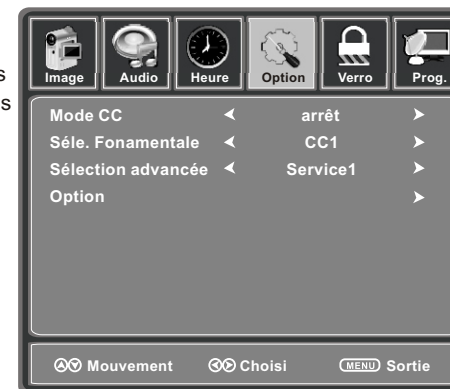 s
s
Image Audio Heure Option Verro Prog.
Mode CC arrêt
Séle. Fonamentale CC1
Sélection advancée Service1
Option
Mouvement Choisi MENU Sortie